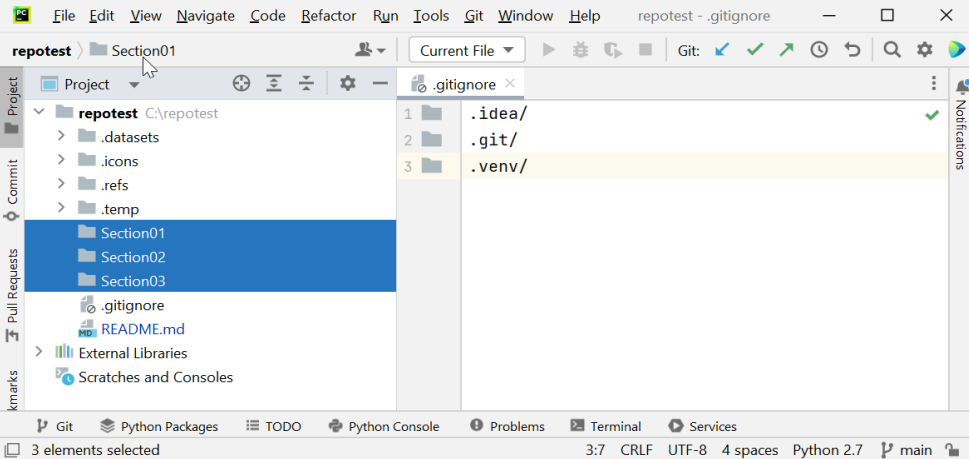 PC File Edit View Navigate Code Refactor Run Tools Git Window Help repotest - .gitignore
repotest Section01 Current File Git:
Project .gitignore
repotest C:\repotest
.datasets
.icons
.refs
.temp
Section01
Section02
Section03
.gitignore
MD README.md
External Libraries
Scratches and Consoles
1 .idea/
2 .git/
3 .venv/
Project
Commit
Pull Requests
kmarks
Notifications
Git Python Packages TODO Python Console Problems Terminal Services
3 elements selected 3:7 CRLF UTF-8 4 spaces Python 2.7 main